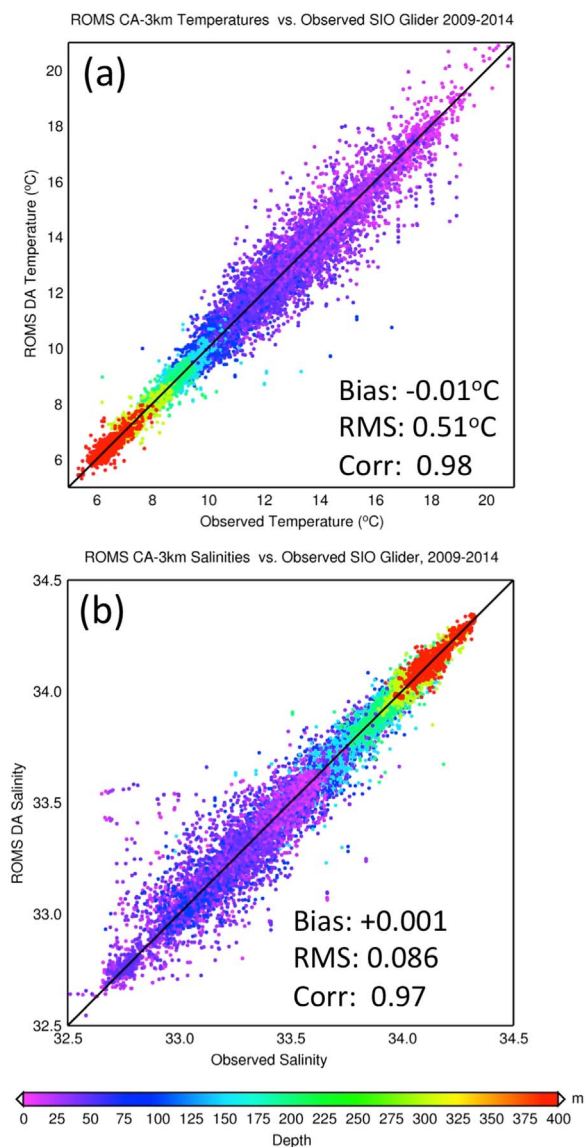 ROMS CA-3km Temperatures vs. Observed SIO Glider 2009-2014
(a)
20
18
16
14
12
10
8
6
ROMS DA Temperature (ºC)
Bias: -0.01ºC
RMS: 0.51ºC
Corr: 0.98
6 8 10 12 14 16 18 20
Observed Temperature (ºC)
ROMS CA-3km Salinities vs. Observed SIO Glider, 2009-2014
(b)
34.5
34.0
33.5
33.0
32.5
ROMS DA Salinity
Bias: +0.001
RMS: 0.086
Corr: 0.97
32.5 33.0 33.5 34.0 34.5
Observed Salinity
m
0 25 50 75 100 125 150 175 200 225 250 275 300 325 350 375 400
Depth